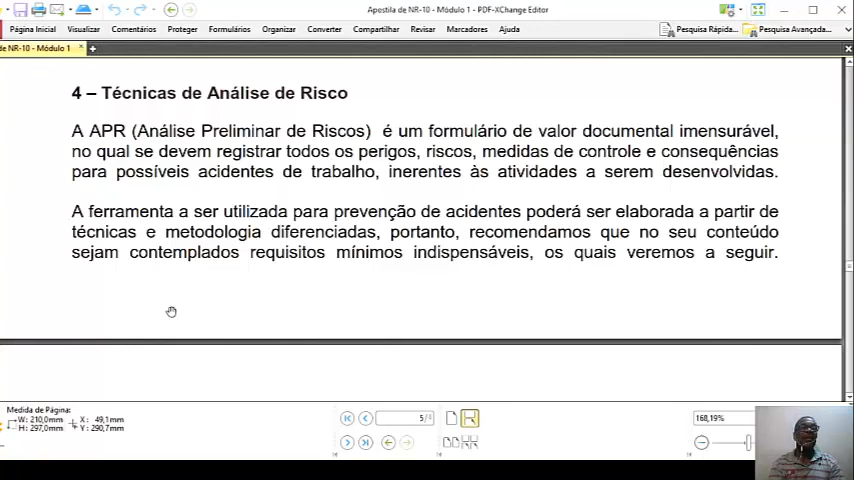 Apostila de NR-10 - Módulo 1 - PDF-XChange Editor
Página Inicial Visualizar Comentários Proteger Formulários Organizar Converter Compartilhar Revisar Marcadores Ajuda Pesquisa Rápida... Pesquisa Avançada...
de NR-10 - Módulo 1
4 – Técnicas de Análise de Risco
A APR (Análise Preliminar de Riscos) é um formulário de valor documental imensurável,
no qual se devem registrar todos os perigos, riscos, medidas de controle e consequências
para possíveis acidentes de trabalho, inerentes às atividades a serem desenvolvidas.
A ferramenta a ser utilizada para prevenção de acidentes poderá ser elaborada a partir de
técnicas e metodologia diferenciadas, portanto, recomendamos que no seu conteúdo
sejam contemplados requisitos mínimos indispensáveis, os quais veremos a seguir.
Medida de Página:
W: 210,0mm X: 49,1mm
H: 297,0mm Y: 290,7mm
168,19%